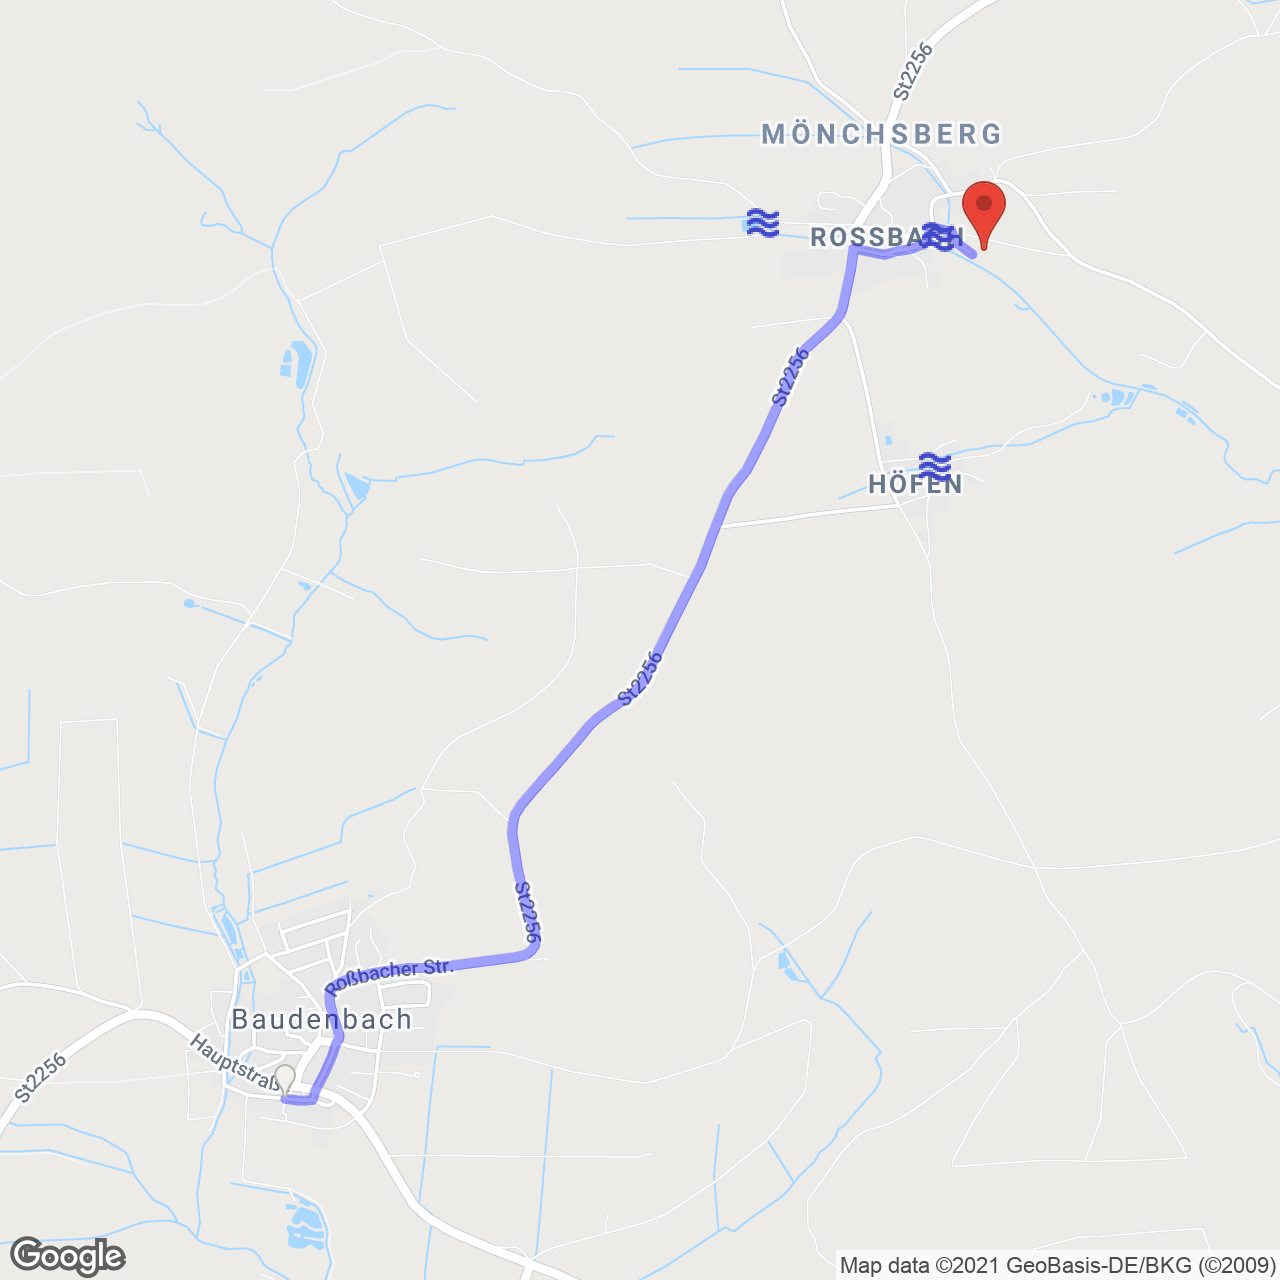 St2256
MÖNCHSBERG
ROSSBACH
St2256
HÖFEN
St2256
St2256
Roßbacher Str.
Baudenbach
Hauptstraß
St2256
Google
Map data ©2021 GeoBasis-DE/BKG (©2009)